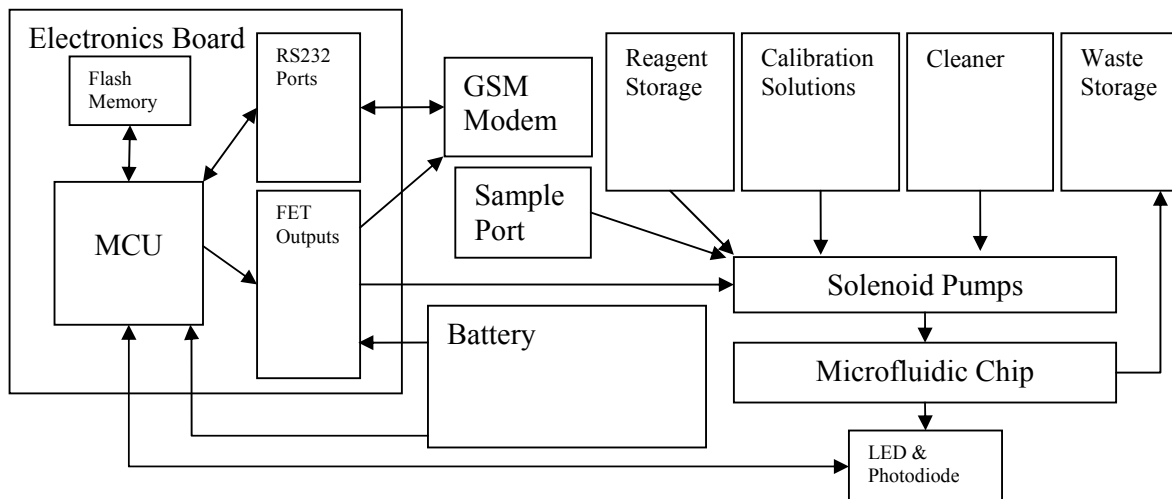 Electronics Board
Flash
Memory
RS232
Ports
MCU
FET
Outputs
GSM
Modem
Sample
Port
Battery
Reagent
Storage
Calibration
Solutions
Cleaner
Waste
Storage
Solenoid Pumps
Microfluidic Chip
LED &
Photodiode